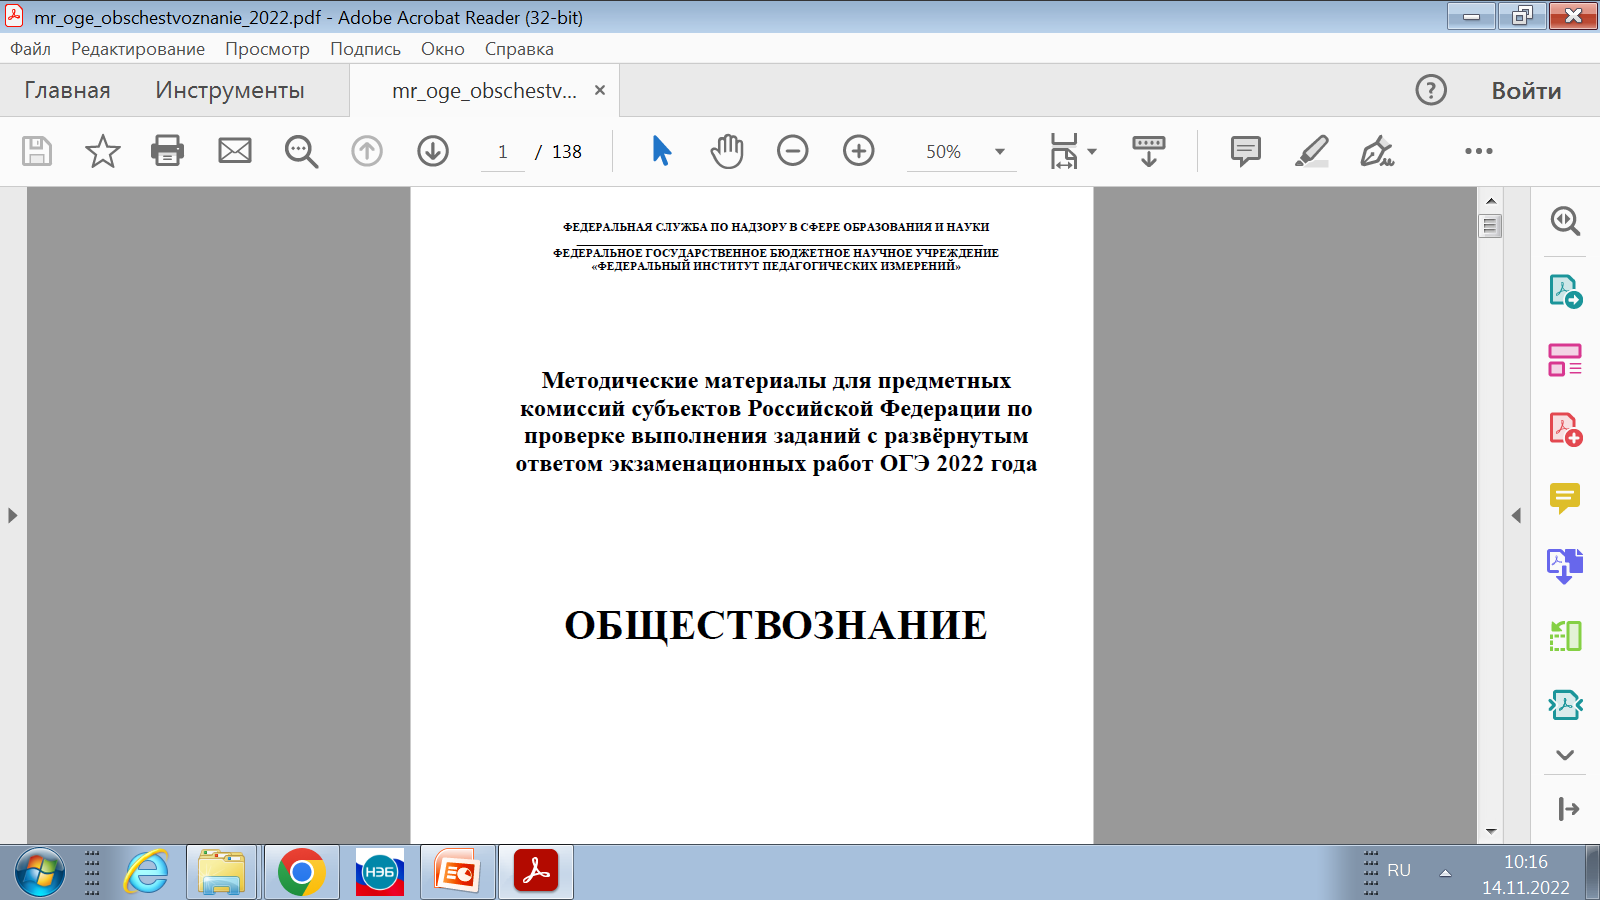 mr_oge_obschestvoznanie_2022.pdf - Adobe Acrobat Reader (32-bit)
Файл Редактирование Просмотр Подпись Окно Справка
Главная Инструменты mr_oge_obschestv... Войти
1 / 138 50%
ФЕДЕРАЛЬНАЯ СЛУЖБА ПО НАДЗОРУ В СФЕРЕ ОБРАЗОВАНИЯ И НАУКИ
ФЕДЕРАЛЬНОЕ ГОСУДАРСТВЕННОЕ БЮДЖЕТНОЕ НАУЧНОЕ УЧРЕЖДЕНИЕ
«ФЕДЕРАЛЬНЫЙ ИНСТИТУТ ПЕДАГОГИЧЕСКИХ ИЗМЕРЕНИЙ»
Методические материалы для предметных
комиссий субъектов Российской Федерации по
проверке выполнения заданий с развёрнутым
ответом экзаменационных работ ОГЭ 2022 года
ОБЩЕСТВОЗНАНИЕ
НЭБ
RU
10:16
14.11.2022